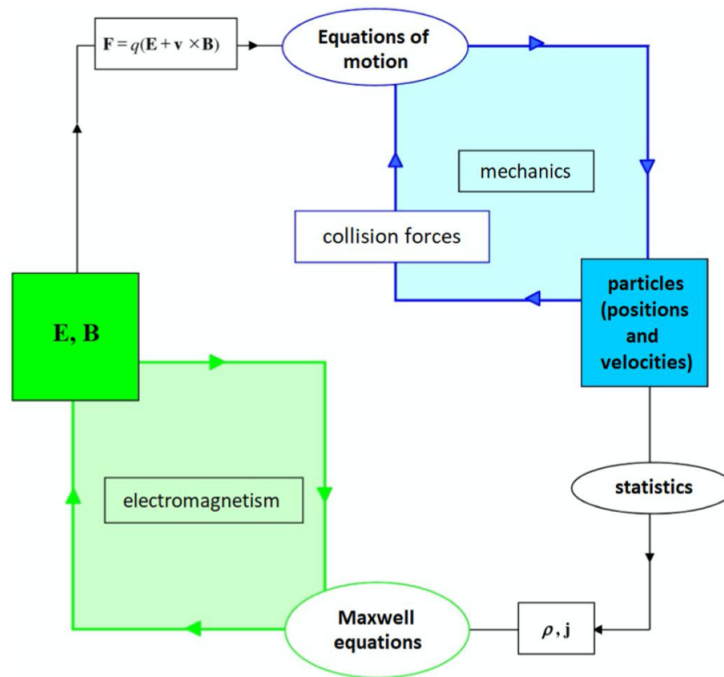 F = q(E + v × B)
Equations of
motion
mechanics
collision forces
particles
(positions
and
velocities)
E, B
electromagnetism
statistics
Maxwell
equations
ρ, j